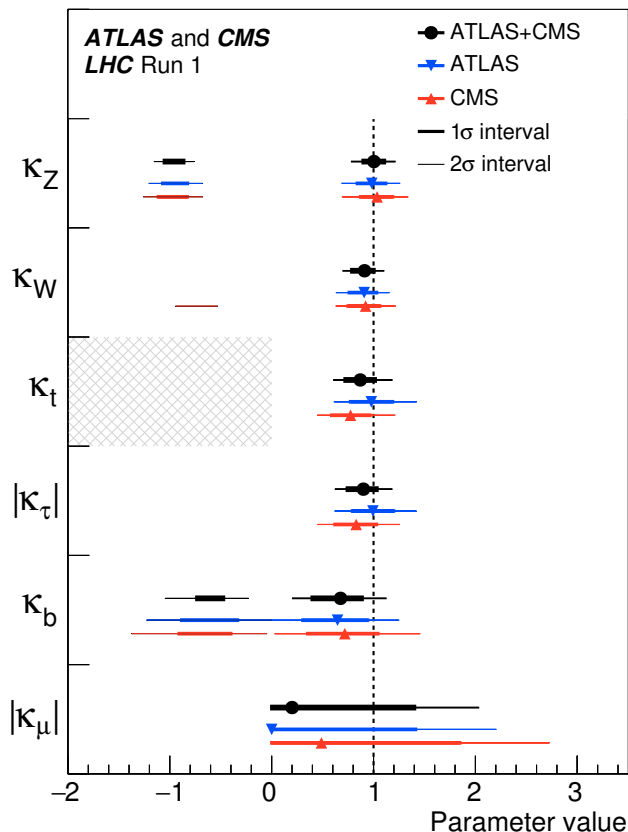 ATLAS and CMS
LHC Run 1
ATLAS+CMS
ATLAS
CMS
1σ interval
2σ interval
κZ
κW
κt
|κτ|
κb
|κμ|
−2 −1 0 1 2 3
Parameter value